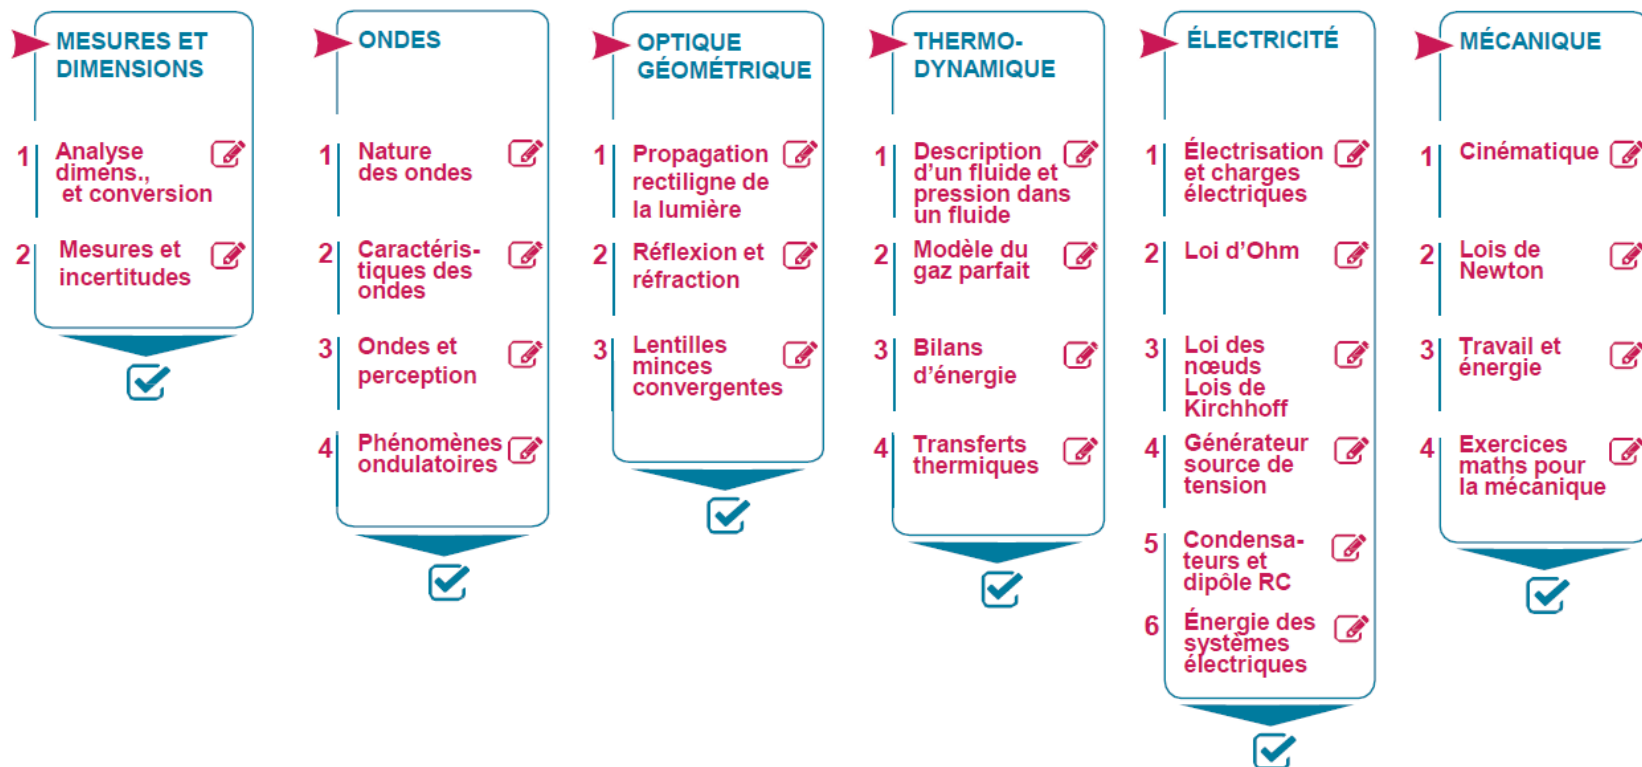 MESURES ET
DIMENSIONS
1 Analyse
dimens.,
et conversion
2 Mesures et
incertitudes
ONDES
1 Nature
des ondes
2 Caractéris-
tiques des
ondes
3 Ondes et
perception
4 Phénomènes
ondulatoires
OPTIQUE
GÉOMÉTRIQUE
1 Propagation
rectiligne de
la lumière
2 Réflexion et
réfraction
3 Lentilles
minces
convergentes
THERMO-
DYNAMIQUE
1 Description
d'un fluide et
pression dans
un fluide
2 Modèle du
gaz parfait
3 Bilans
d'énergie
4 Transferts
thermiques
ÉLECTRICITÉ
1 Électrisation
et charges
électriques
2 Loi d'Ohm
3 Loi des
nœuds
Lois de
Kirchhoff
4 Générateur
source de
tension
5 Condensa-
teurs et
dipôle RC
6 Énergie des
systèmes
électriques
MÉCANIQUE
1 Cinématique
2 Lois de
Newton
3 Travail et
énergie
4 Exercices
maths pour
la mécanique